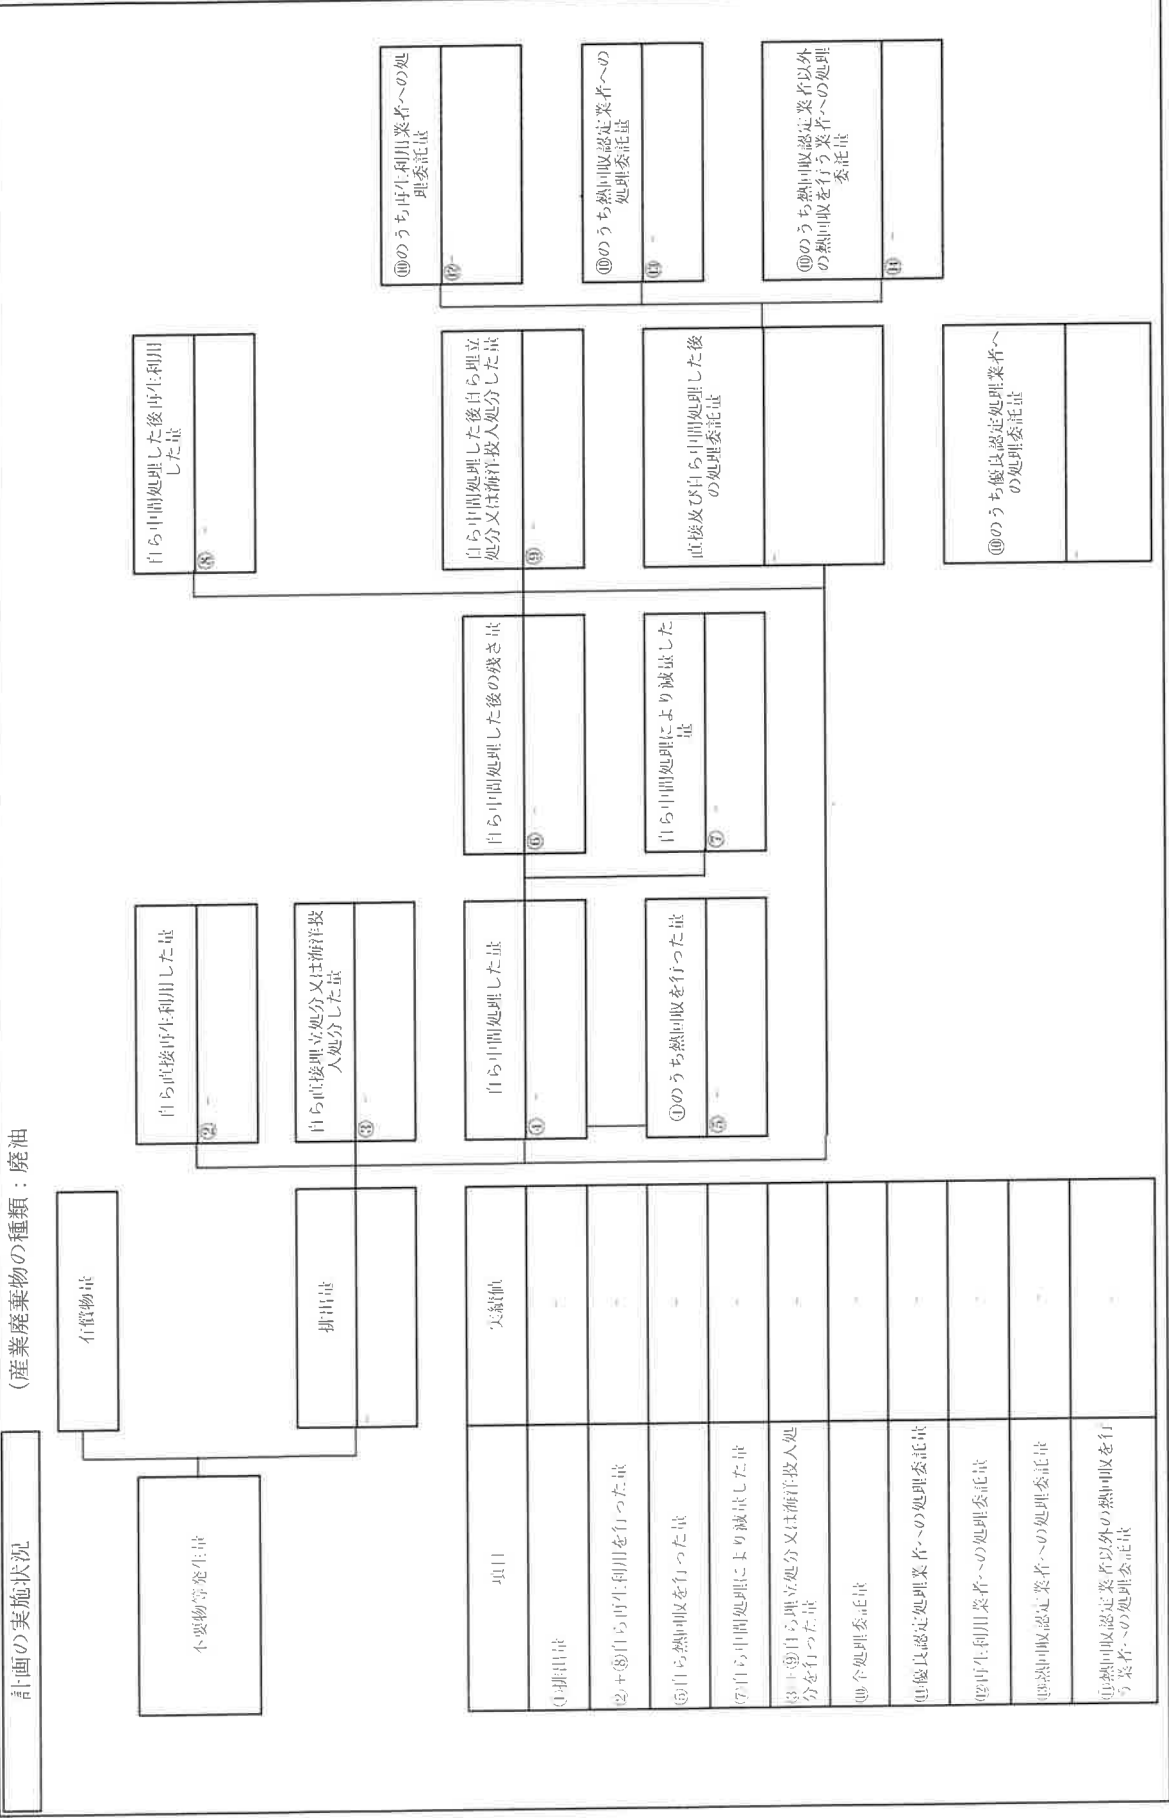 計画の実施状況
(産業廃棄物の種類：廃油
不要物等発生量
有償物量
排出量
-
自ら直接再生利用した量
② -
自ら直接埋立処分又は海洋投
入処分した量
③ -
自ら中間処理した量
④ -
④のうち熱回収を行った量
⑤ -
自ら中間処理した後の残さ量
⑥ -
自ら中間処理により減量した
量
⑦ -
自ら中間処理した後再生利用
した量
⑧ -
自ら中間処理した後自ら埋立
処分又は海洋投入処分した量
⑨ -
直接及び自ら中間処理した後
の処理委託量
-
⑩のうち優良認定処理業者へ
の処理委託量
-
⑩のうち再生利用業者への処
理委託量
⑫-
⑩のうち熱回収認定業者への
処理委託量
⑬ -
⑩のうち熱回収認定業者以外
の熱回収を行う業者への処理
委託量
⑭ -
項目 実績値
①排出量 -
②+⑧自ら再生利用を行った量 -
⑤自ら熱回収を行った量 -
⑦自ら中間処理により減量した量 -
③+⑨自ら埋立処分又は海洋投入処
分を行った量 -
⑩全処理委託量 -
⑪優良認定処理業者への処理委託量 -
⑫再生利用業者への処理委託量 -
⑬熱回収認定業者への処理委託量 -
⑭熱回収認定業者以外の熱回収を行
う業者への処理委託量 -